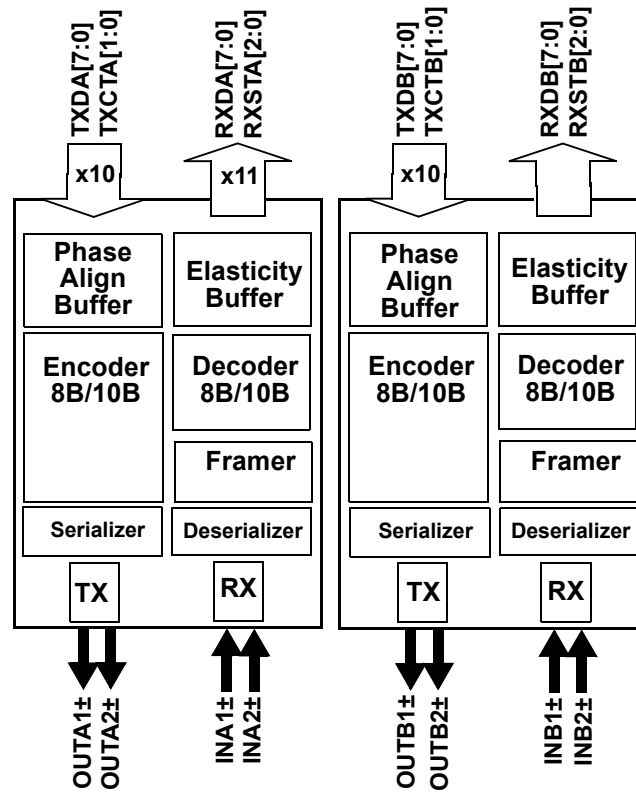 TXDA[7:0]
TXCTA[1:0]
RXDA[7:0]
RXSTA[2:0]
TXDB[7:0]
TXCTB[1:0]
RXDB[7:0]
RXSTB[2:0]
x10
x11
x10
Phase
Align
Buffer
Elasticity
Buffer
Phase
Align
Buffer
Elasticity
Buffer
Encoder
8B/10B
Decoder
8B/10B
Encoder
8B/10B
Decoder
8B/10B
Framer
Framer
Serializer
Deserializer
Serializer
Deserializer
TX
RX
TX
RX
OUTA1±
OUTA2±
INA1±
INA2±
OUTB1±
OUTB2±
INB1±
INB2±